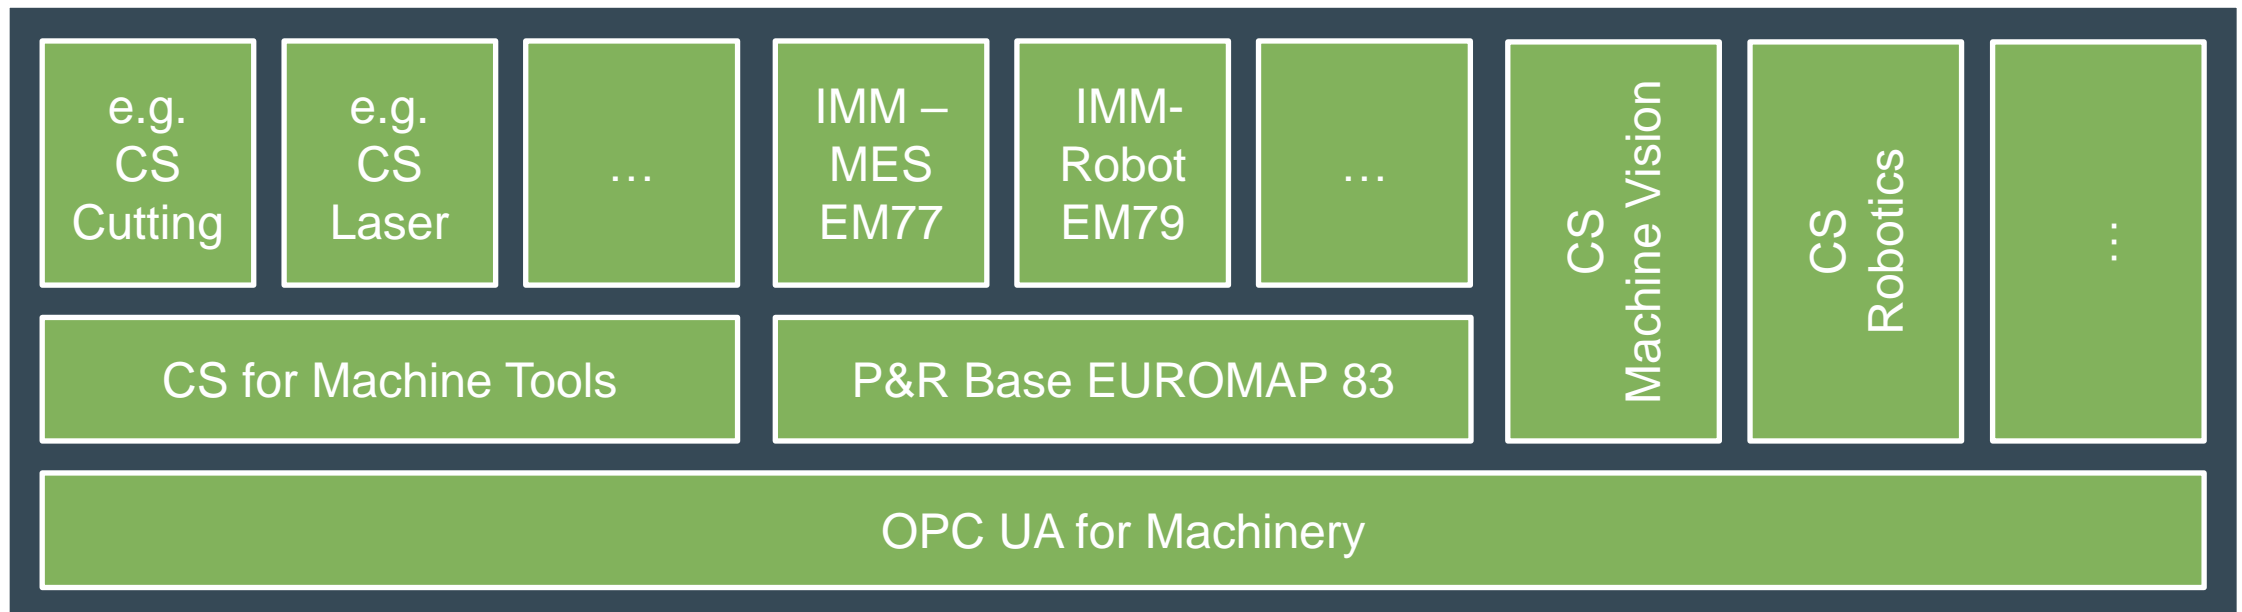 e.g.
CS
Cutting
e.g.
CS
Laser
…
IMM –
MES
EM77
IMM-
Robot
EM79
…
CS
Machine Vision
CS
Robotics
…
CS for Machine Tools
P&R Base EUROMAP 83
OPC UA for Machinery